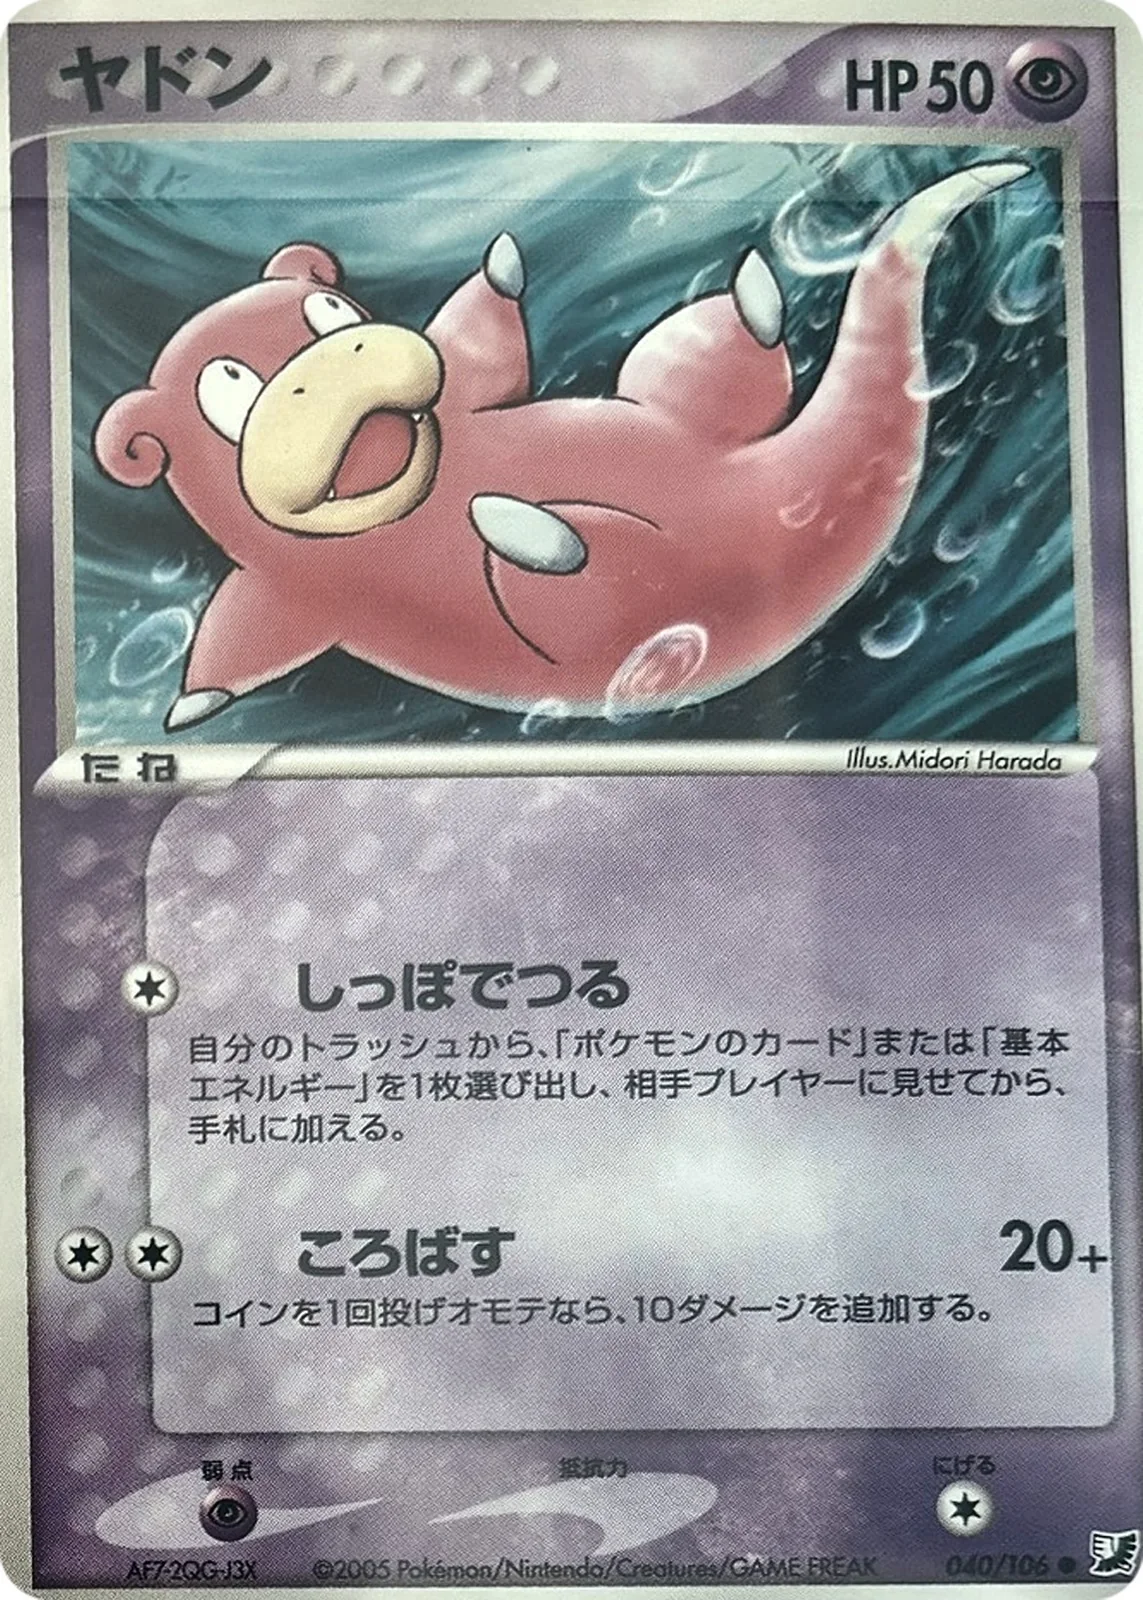 ヤドン
HP50
たね
Illus.Midori Harada
しっぽでつる
自分のトラッシュから、「ポケモンのカード」または「基本
エネルギー」を1枚選び出し、相手プレイヤーに見せてから、
手札に加える。
ころばす 20+
コインを1回投げオモテなら、10ダメージを追加する。
弱点 抵抗力 にげる
AF7-2QG-J3X ©2005 Pokémon/Nintendo/Creatures/GAME FREAK 040/106